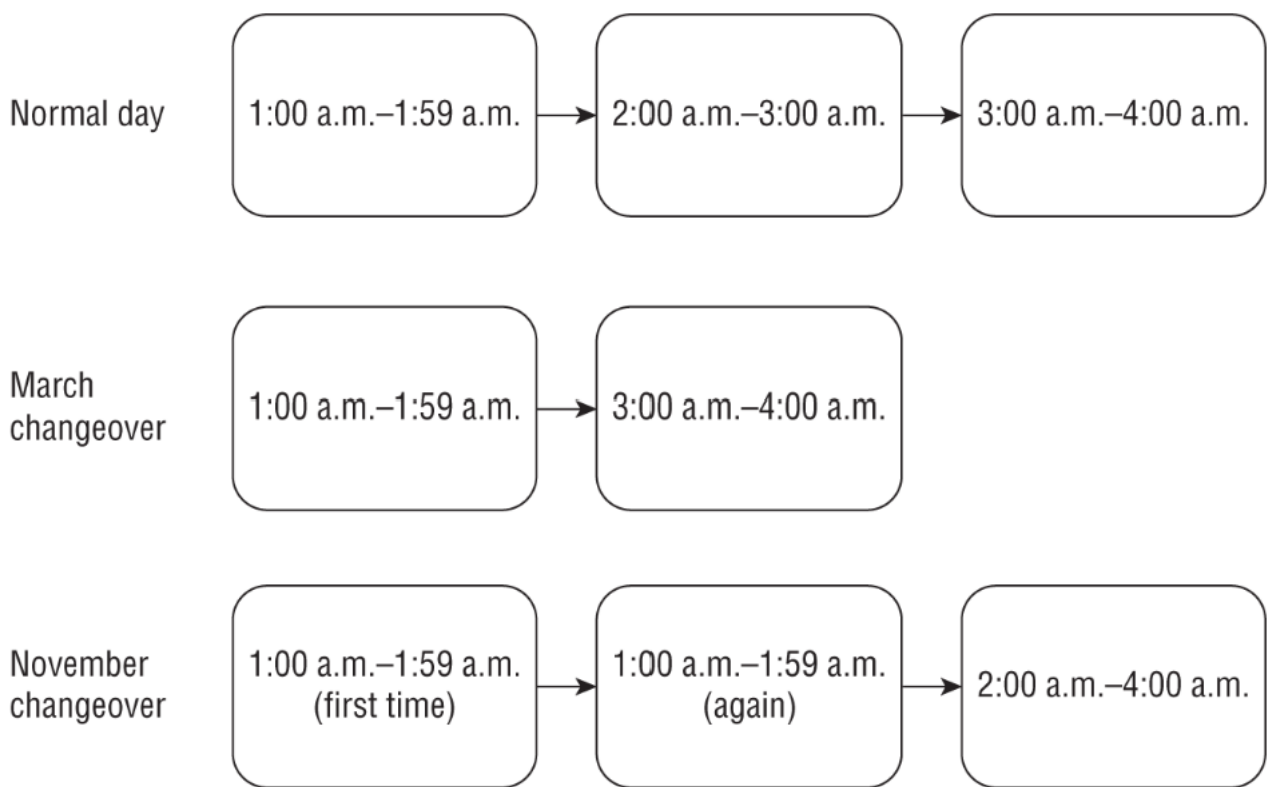 Normal day
1:00 a.m.–1:59 a.m.
2:00 a.m.–3:00 a.m.
3:00 a.m.–4:00 a.m.
March
changeover
1:00 a.m.–1:59 a.m.
3:00 a.m.–4:00 a.m.
November
changeover
1:00 a.m.–1:59 a.m.
(first time)
1:00 a.m.–1:59 a.m.
(again)
2:00 a.m.–4:00 a.m.